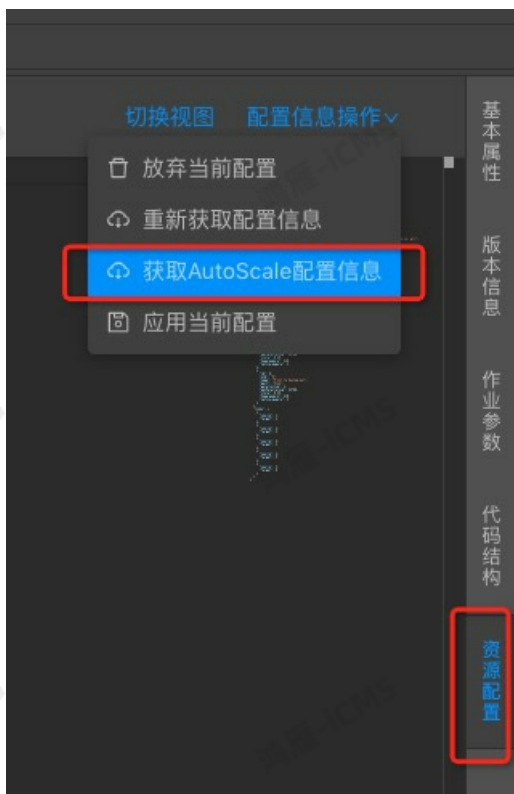 切换视图 配置信息操作
放弃当前配置
重新获取配置信息
获取AutoScale配置信息
应用当前配置
基本属性
版本信息
作业参数
代码结构
资源配置